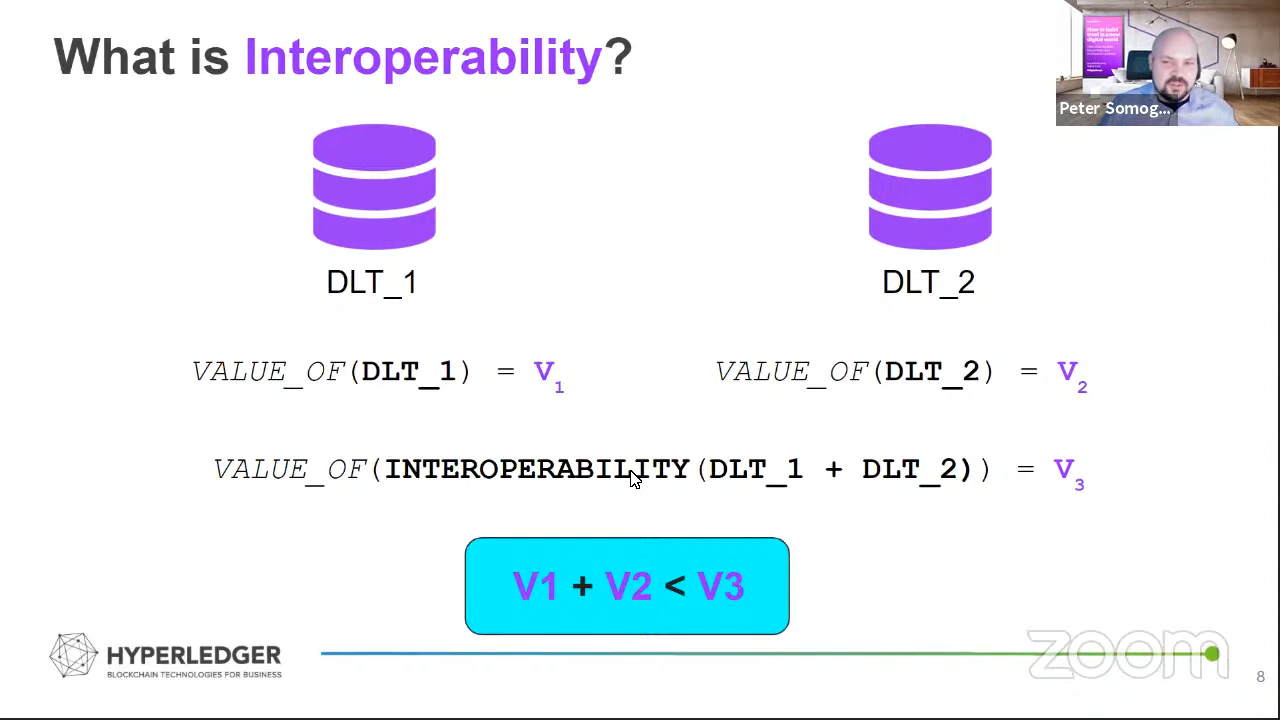 What is Interoperability?
Peter Somog...
DLT_1
DLT_2
VALUE_OF(DLT_1) = V1
VALUE_OF(DLT_2) = V2
VALUE_OF(INTEROPERABILITY(DLT_1 + DLT_2)) = V3
V1 + V2 < V3
HYPERLEDGER
BLOCKCHAIN TECHNOLOGIES FOR BUSINESS
zoom
8